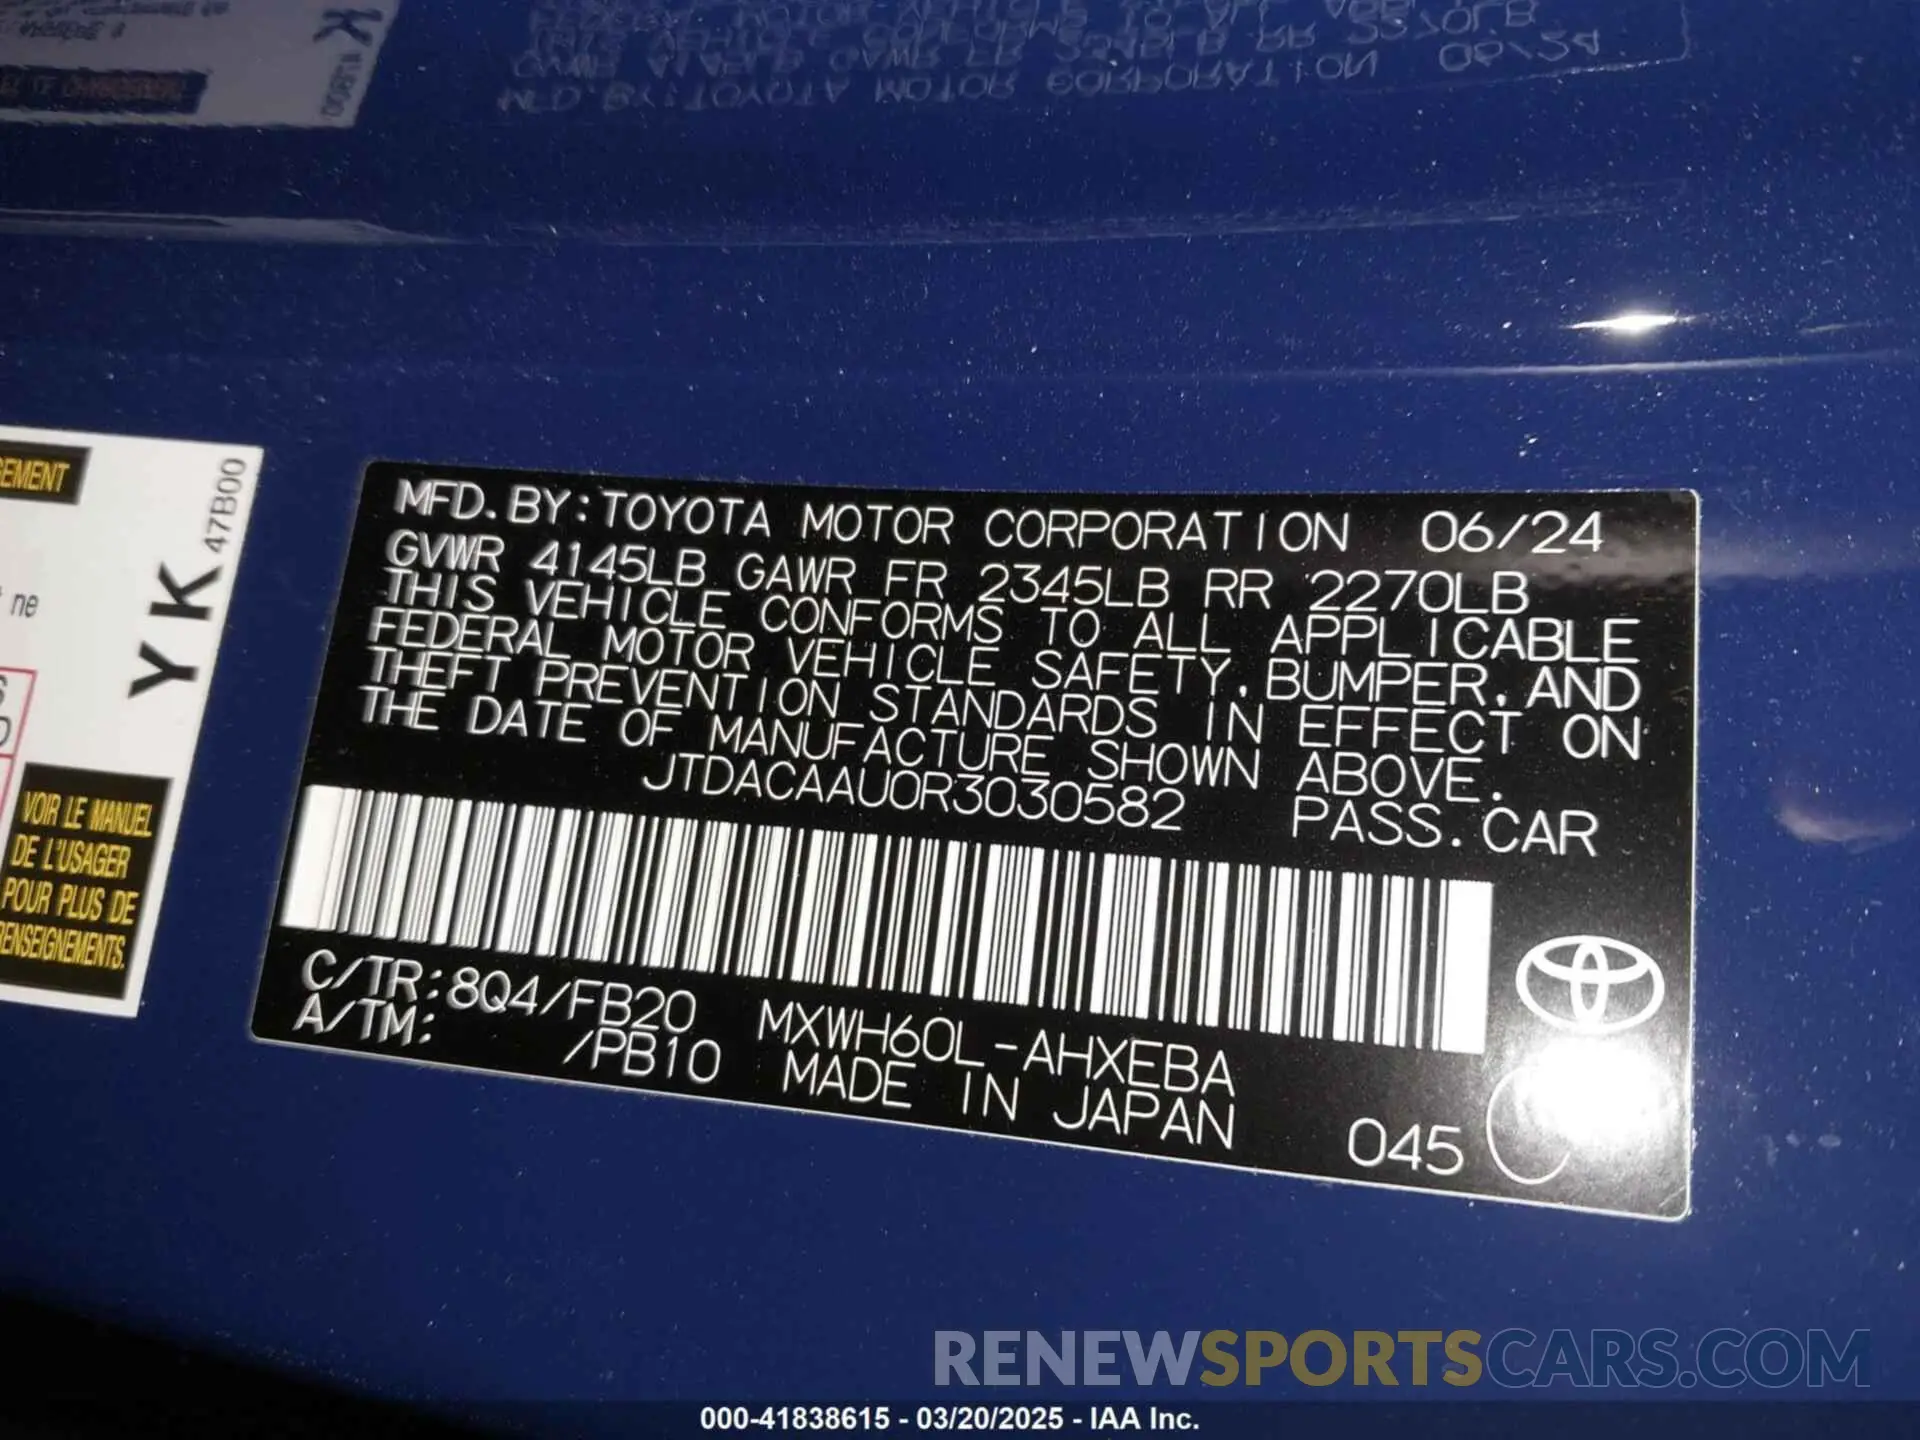 MFD.BY:TOYOTA MOTOR CORPORATION 06/24
GVWR 4145LB GAWR FR 2345LB RR 2270LB
THIS VEHICLE CONFORMS TO ALL APPLICABLE
FEDERAL MOTOR VEHICLE SAFETY,BUMPER,AND
THEFT PREVENTION STANDARDS IN EFFECT ON
THE DATE OF MANUFACTURE SHOWN ABOVE.
JTDACAAU0R3030582 PASS.CAR
C/TR:8Q4/FB20 MXWH60L-AHXEBA
A/TM: /PB10 MADE IN JAPAN
045
YK 47B00
ne
VOIR LE MANUEL
DE L'USAGER
POUR PLUS DE
RENSEIGNEMENTS.
RENEWSPORTSCARS.COM
000-41838615 - 03/20/2025 - IAA Inc.